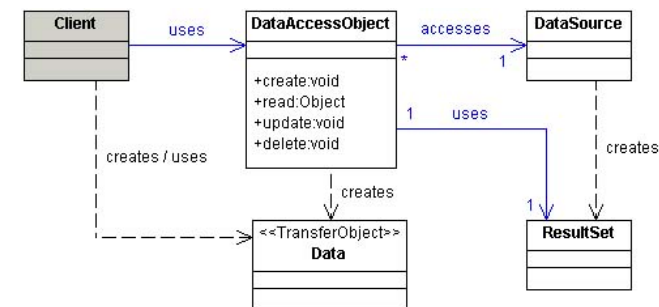 Client
uses
DataAccessObject
accesses
DataSource
*
1
+create:void
+read:Object
+update:void
+delete:void
1
uses
creates
creates / uses
creates
1
<<TransferObject>>
Data
ResultSet